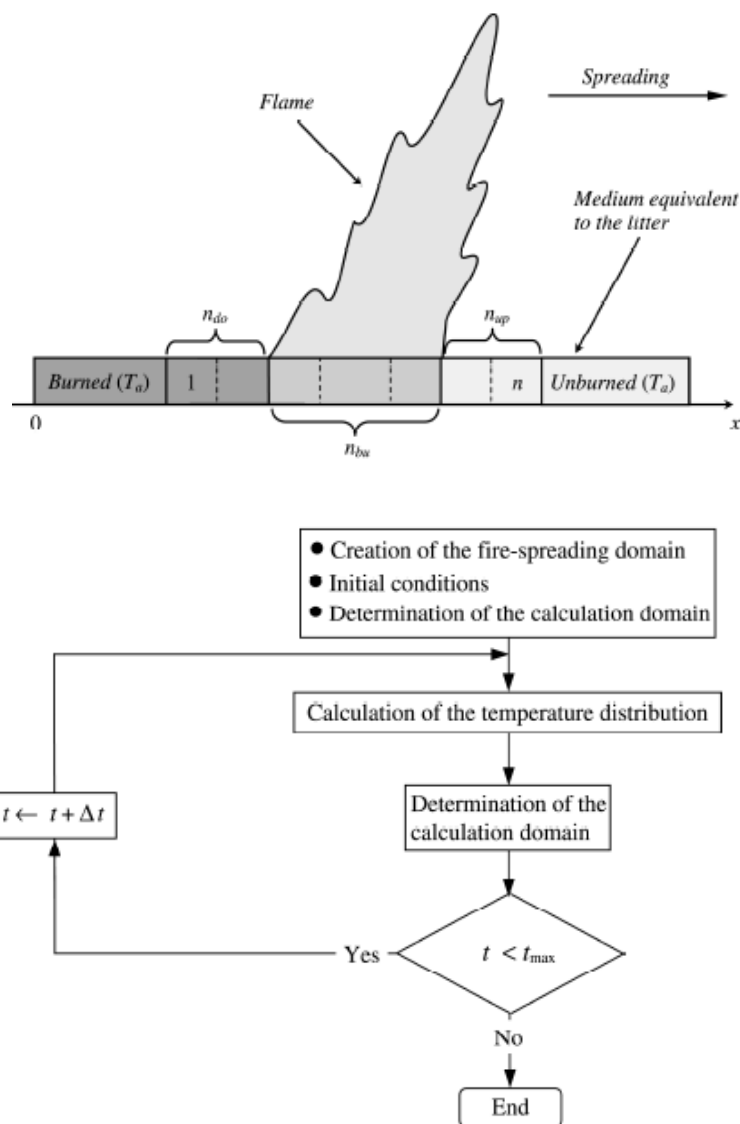 Spreading
Flame
Medium equivalent
to the litter
n_do
n_up
Burned (T_a)
1
n
Unburned (T_a)
0
x
n_bu
● Creation of the fire-spreading domain
● Initial conditions
● Determination of the calculation domain
Calculation of the temperature distribution
t ← t + Δt
Determination of the
calculation domain
Yes
t < t_max
No
End